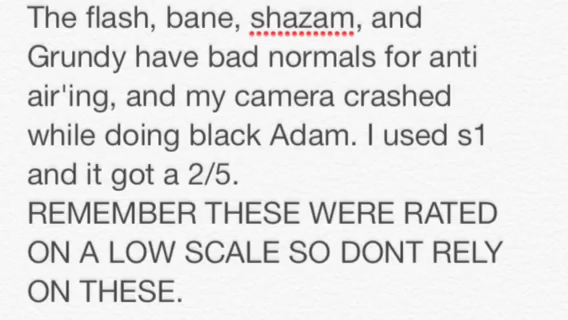 The flash, bane, shazam, and
Grundy have bad normals for anti
air'ing, and my camera crashed
while doing black Adam. I used s1
and it got a 2/5.
REMEMBER THESE WERE RATED
ON A LOW SCALE SO DONT RELY
ON THESE.